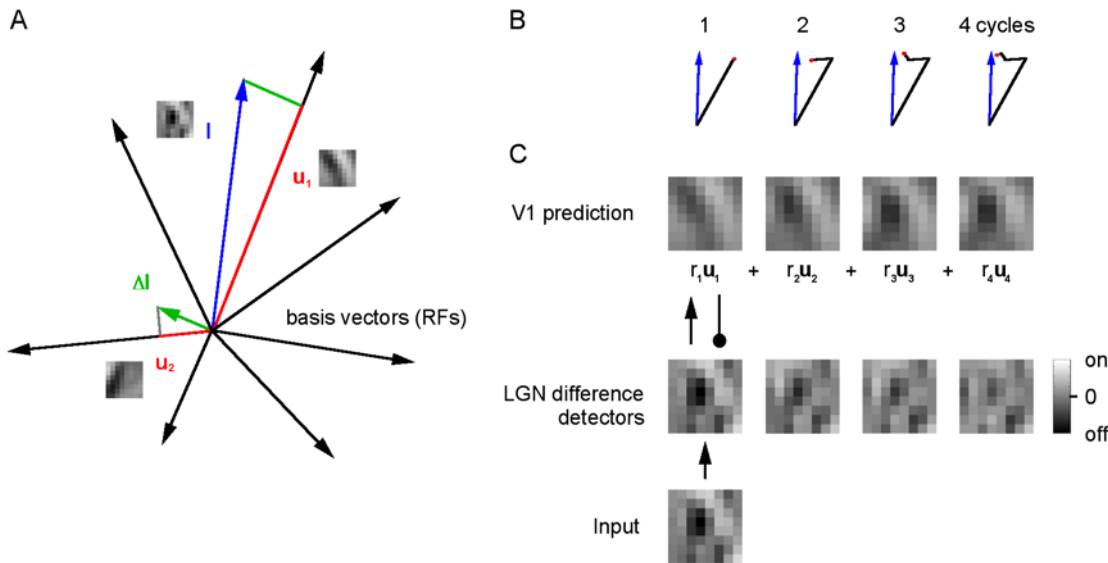 A
I
u₁
ΔI
u₂
basis vectors (RFs)
B
1 2 3 4 cycles
C
V1 prediction
r₁u₁ + r₂u₂ + r₃u₃ + r₄u₄
LGN difference
detectors
on
0
off
Input